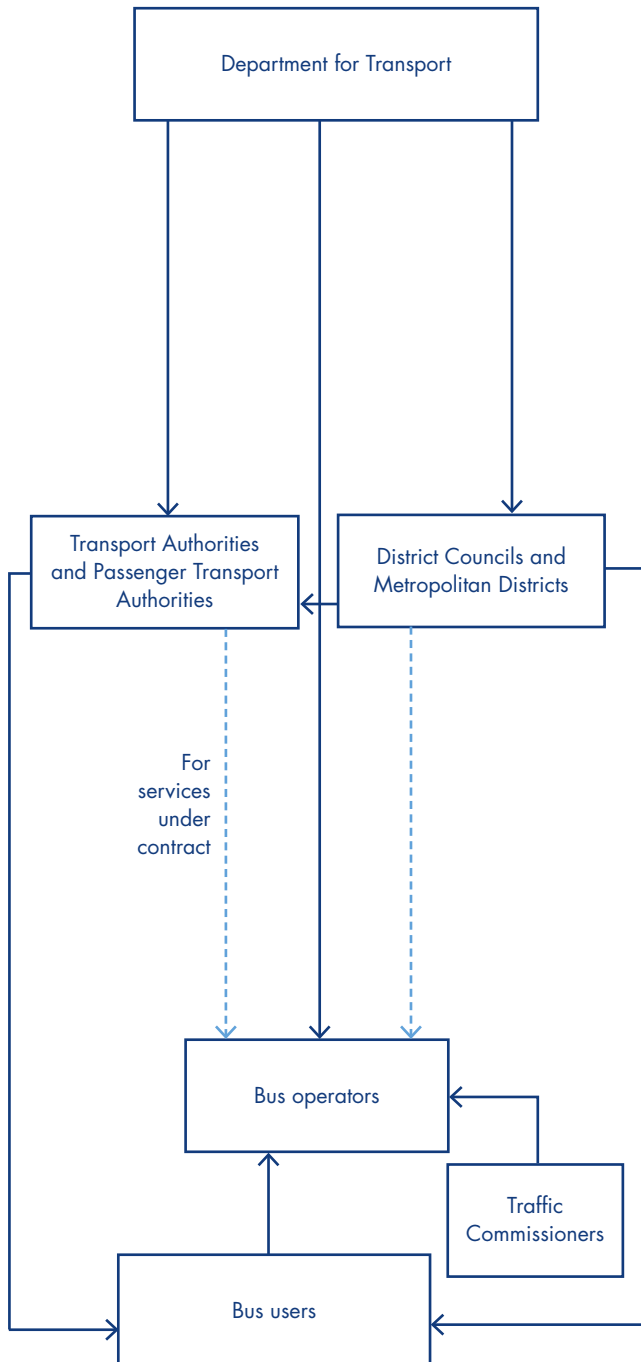 Department for Transport
Transport Authorities
and Passenger Transport
Authorities
District Councils and
Metropolitan Districts
For
services
under
contract
Bus operators
Traffic
Commissioners
Bus users